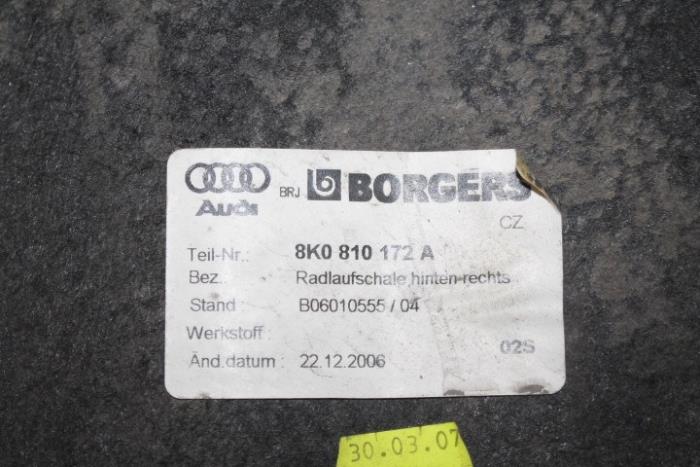 BRJ BORGERS
Audi
CZ
Teil-Nr.: 8K0 810 172 A
Bez.: Radlaufschale hinten rechts
Stand : B06010555 / 04
Werkstoff :
Änd.datum : 22.12.2006
02S
30.03.07